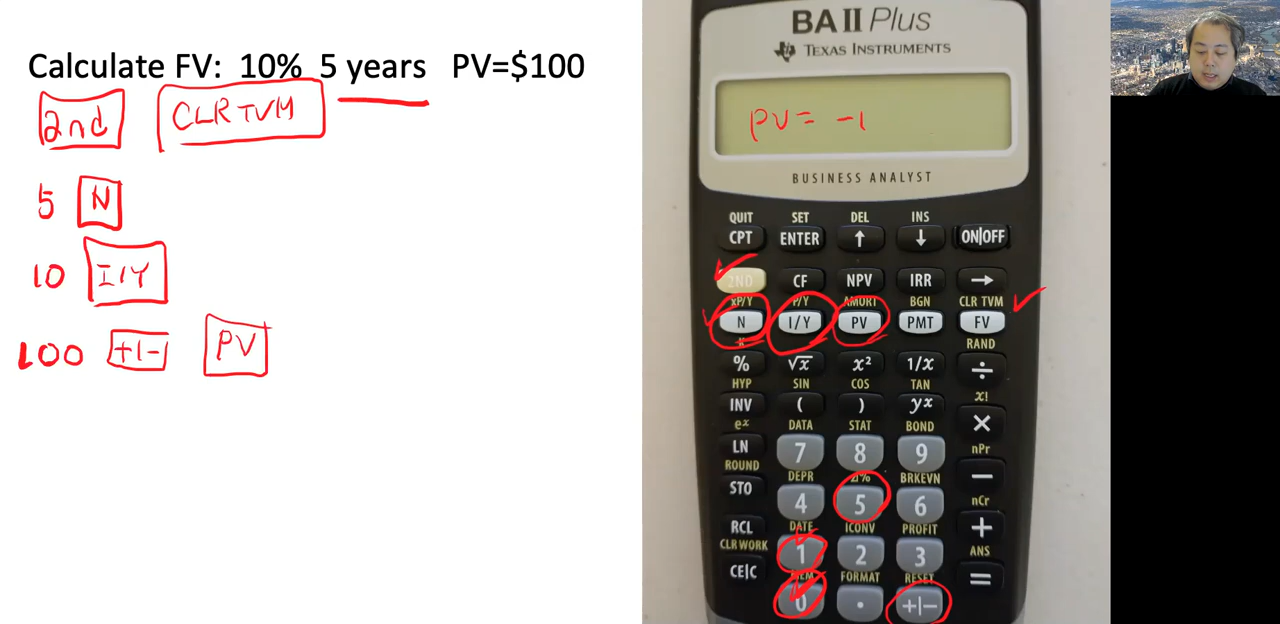 Calculate FV: 10% 5 years PV=$100
2nd CLR TVM
5 N
10 I/Y
100 +|- PV
BA II Plus
TEXAS INSTRUMENTS
PV= -1
BUSINESS ANALYST
QUIT SET DEL INS
CPT ENTER ↑ ↓ ON|OFF
2ND CF NPV IRR →
xP/Y P/Y AMORT BGN CLR TVM
N I/Y PV PMT FV
K RAND
% √x x² 1/x ÷
HYP SIN COS TAN x!
INV ( ) yˣ ×
eˣ DATA STAT BOND nPr
LN 7 8 9 −
ROUND DEPR Δ% BRKEVN nCr
STO 4 5 6 +
RCL DATE ICONV PROFIT
CLR WORK 1 2 3 ANS
CE|C MEM FORMAT RESET =
0 . +|−